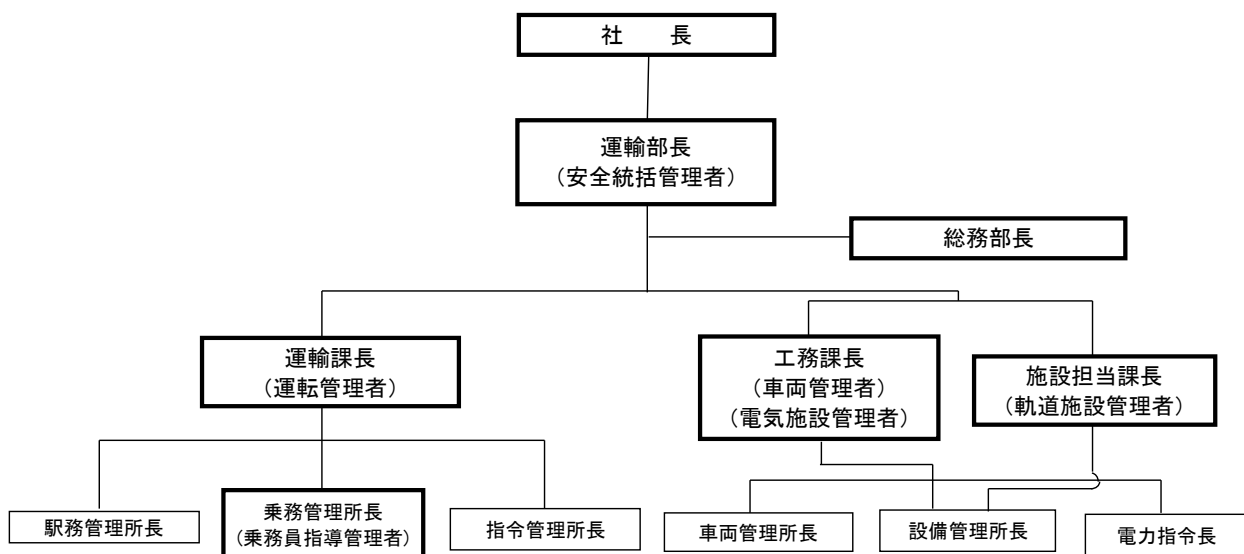 社　　長
運輸部長
（安全統括管理者）
総務部長
運輸課長
（運転管理者）
工務課長
（車両管理者）
（電気施設管理者）
施設担当課長
（軌道施設管理者）
駅務管理所長
乗務管理所長
（乗務員指導管理者）
指令管理所長
車両管理所長
設備管理所長
電力指令長